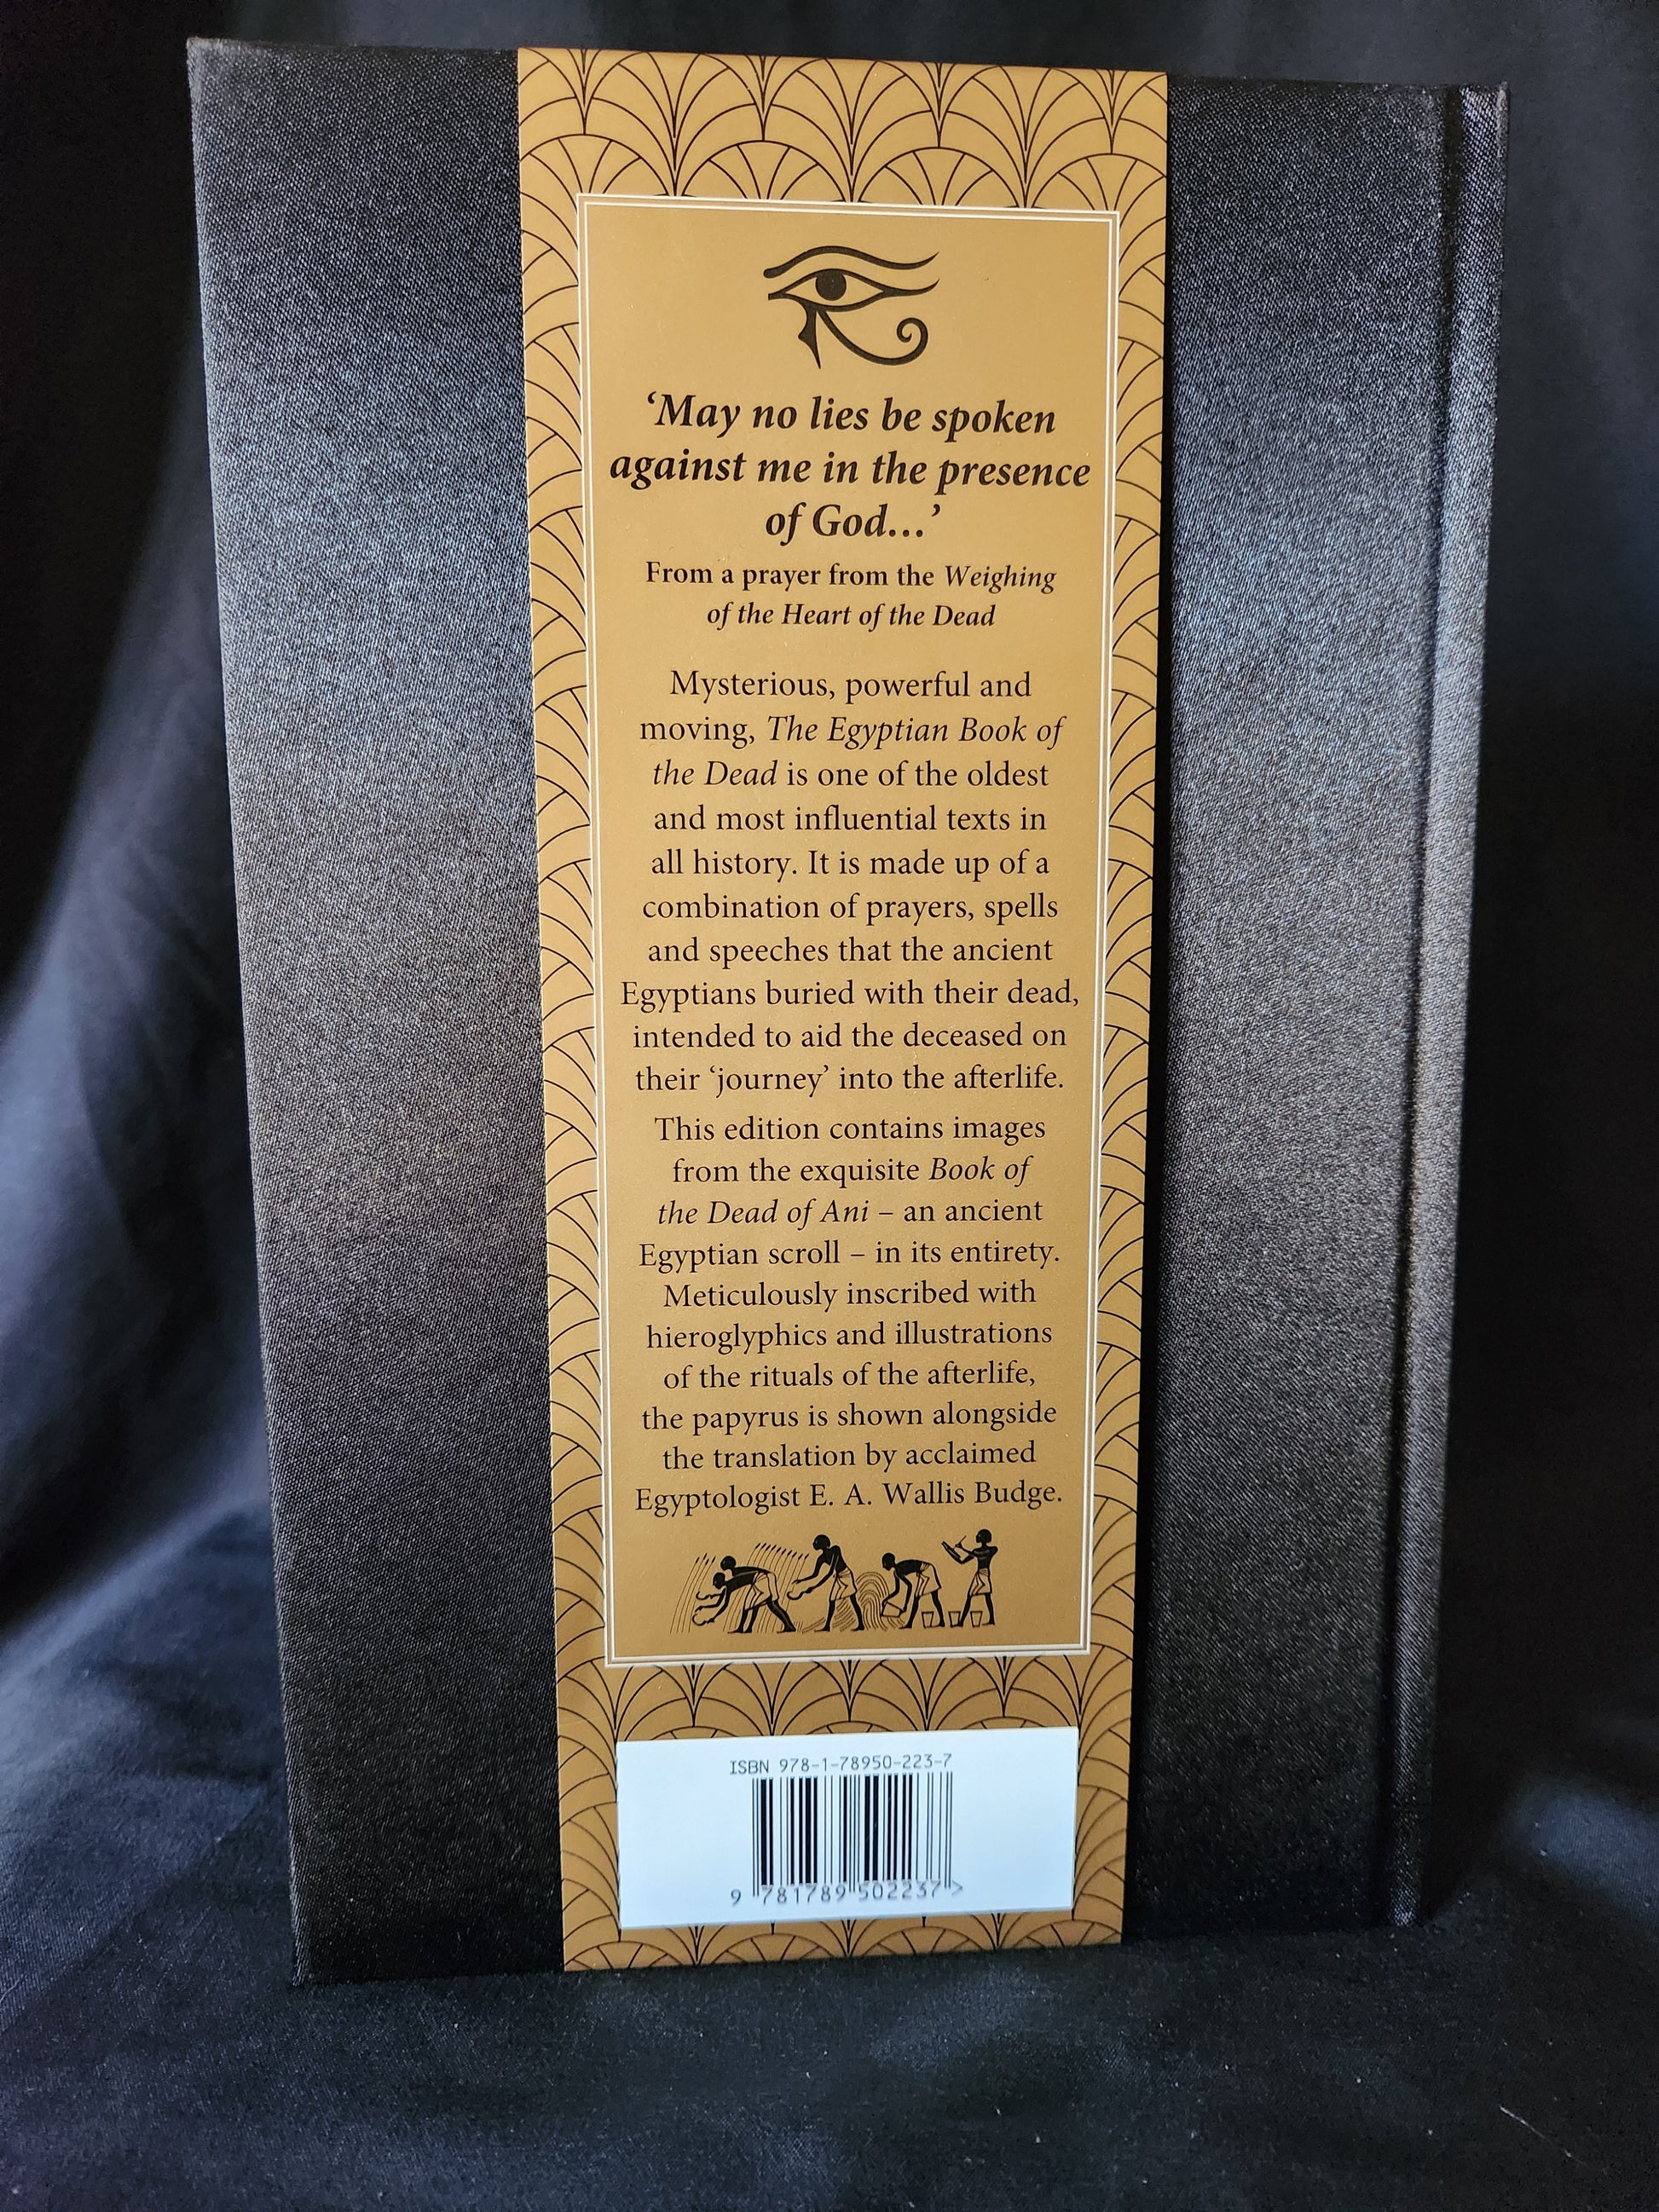 ‘May no lies be spoken
against me in the presence
of God...’
From a prayer from the Weighing
of the Heart of the Dead
Mysterious, powerful and
moving, The Egyptian Book of
the Dead is one of the oldest
and most influential texts in
all history. It is made up of a
combination of prayers, spells
and speeches that the ancient
Egyptians buried with their dead,
intended to aid the deceased on
their ‘journey’ into the afterlife.
This edition contains images
from the exquisite Book of
the Dead of Ani – an ancient
Egyptian scroll – in its entirety.
Meticulously inscribed with
hieroglyphics and illustrations
of the rituals of the afterlife,
the papyrus is shown alongside
the translation by acclaimed
Egyptologist E. A. Wallis Budge.
ISBN 978-1-78950-223-7
9 781789 502237 >